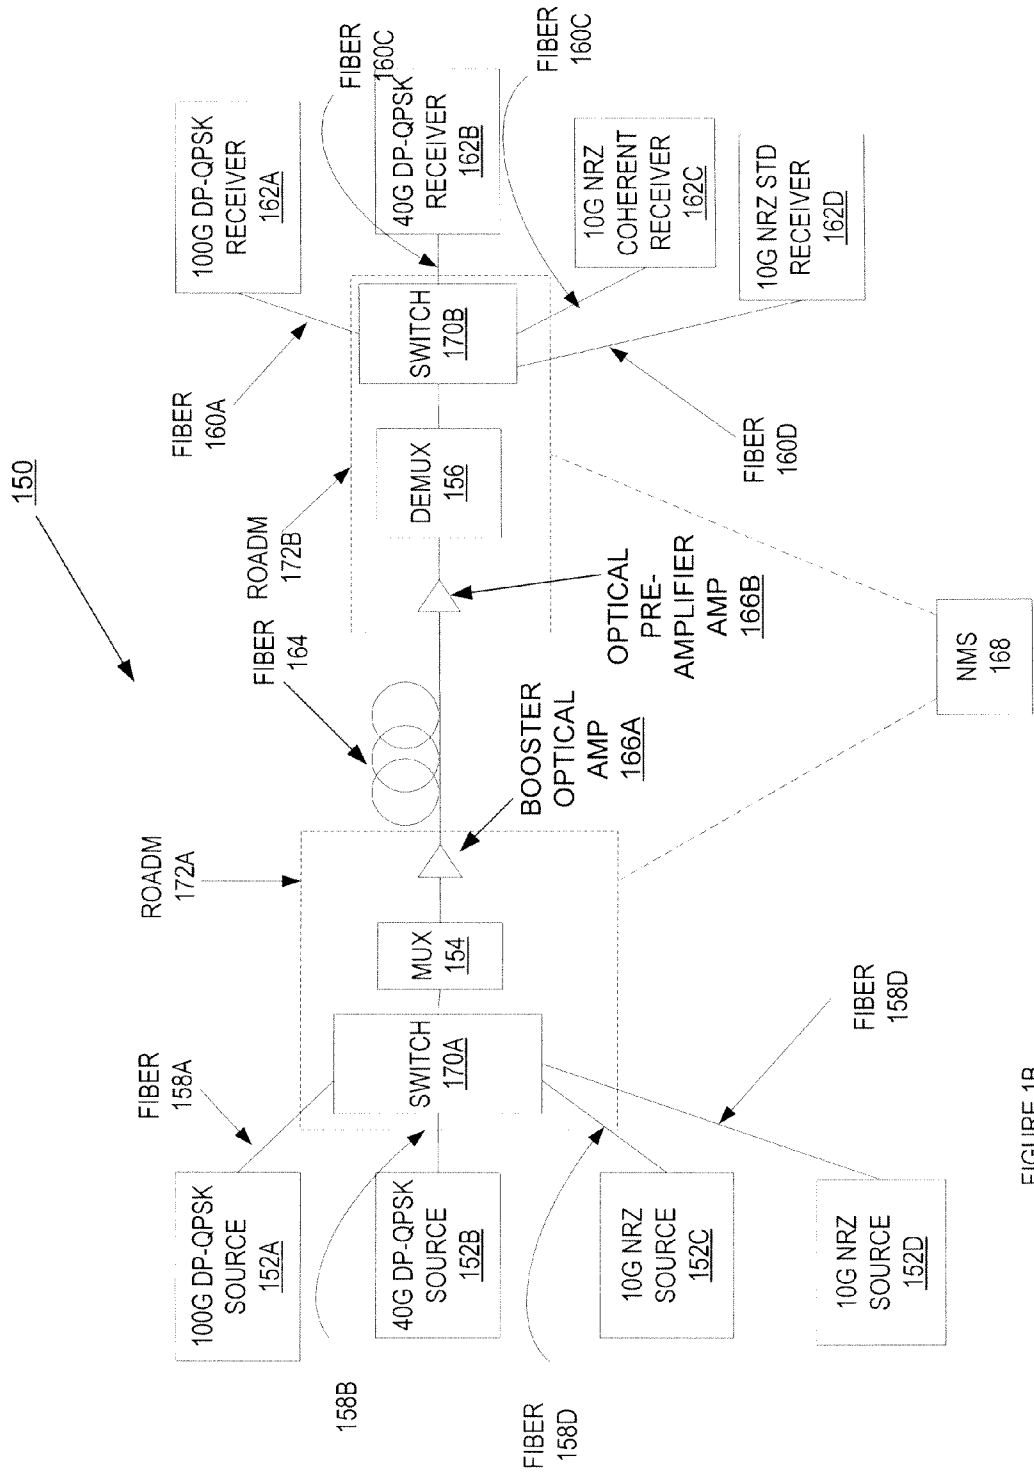 150
ROADM
172A
FIBER
164
ROADM
172B
FIBER
158A
FIBER
160A
100G DP-QPSK
SOURCE
152A
100G DP-QPSK
RECEIVER
162A
158B
40G DP-QPSK
SOURCE
152B
SWITCH
170A
MUX
154
DEMUX
156
SWITCH
170B
40G DP-QPSK
RECEIVER
162B
FIBER
160C
BOOSTER
OPTICAL
AMP
166A
OPTICAL
PRE-
AMPLIFIER
AMP
166B
FIBER
158D
10G NRZ
SOURCE
152C
10G NRZ
COHERENT
RECEIVER
162C
FIBER
160C
10G NRZ
SOURCE
152D
FIBER
158D
FIBER
160D
10G NRZ STD
RECEIVER
162D
NMS
168
FIGURE 1B